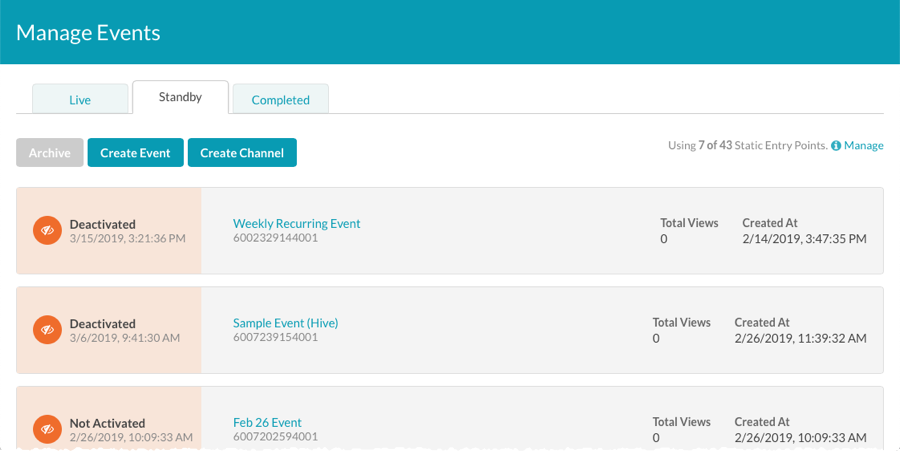 Manage Events
Live Standby Completed
Archive Create Event Create Channel Using 7 of 43 Static Entry Points. Manage
Deactivated Weekly Recurring Event Total Views Created At
3/15/2019, 3:21:36 PM 6002329144001 0 2/14/2019, 3:47:35 PM
Deactivated Sample Event (Hive) Total Views Created At
3/6/2019, 9:41:30 AM 6007239154001 0 2/26/2019, 11:39:32 AM
Not Activated Feb 26 Event Total Views Created At
2/26/2019, 10:09:33 AM 6007202594001 0 2/26/2019, 10:09:33 AM